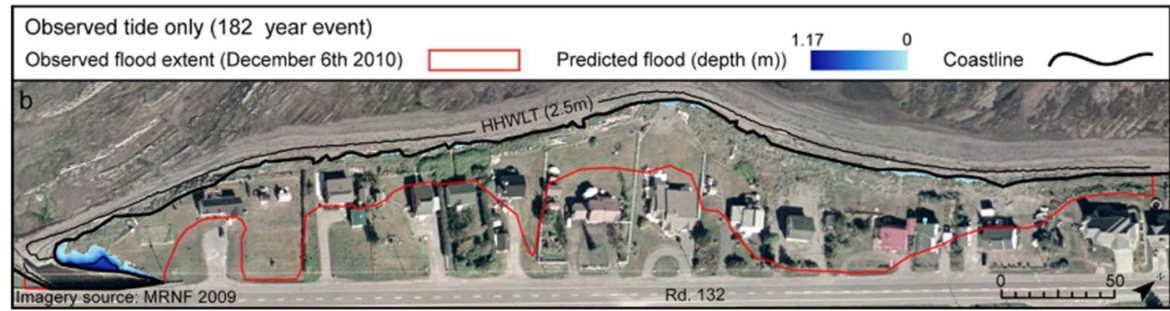 Observed tide only (182 year event)
Observed flood extent (December 6th 2010)
Predicted flood (depth (m))
1.17 0
Coastline
b
HHWLT (2.5m)
Imagery source: MRNF 2009
Rd. 132
0 50